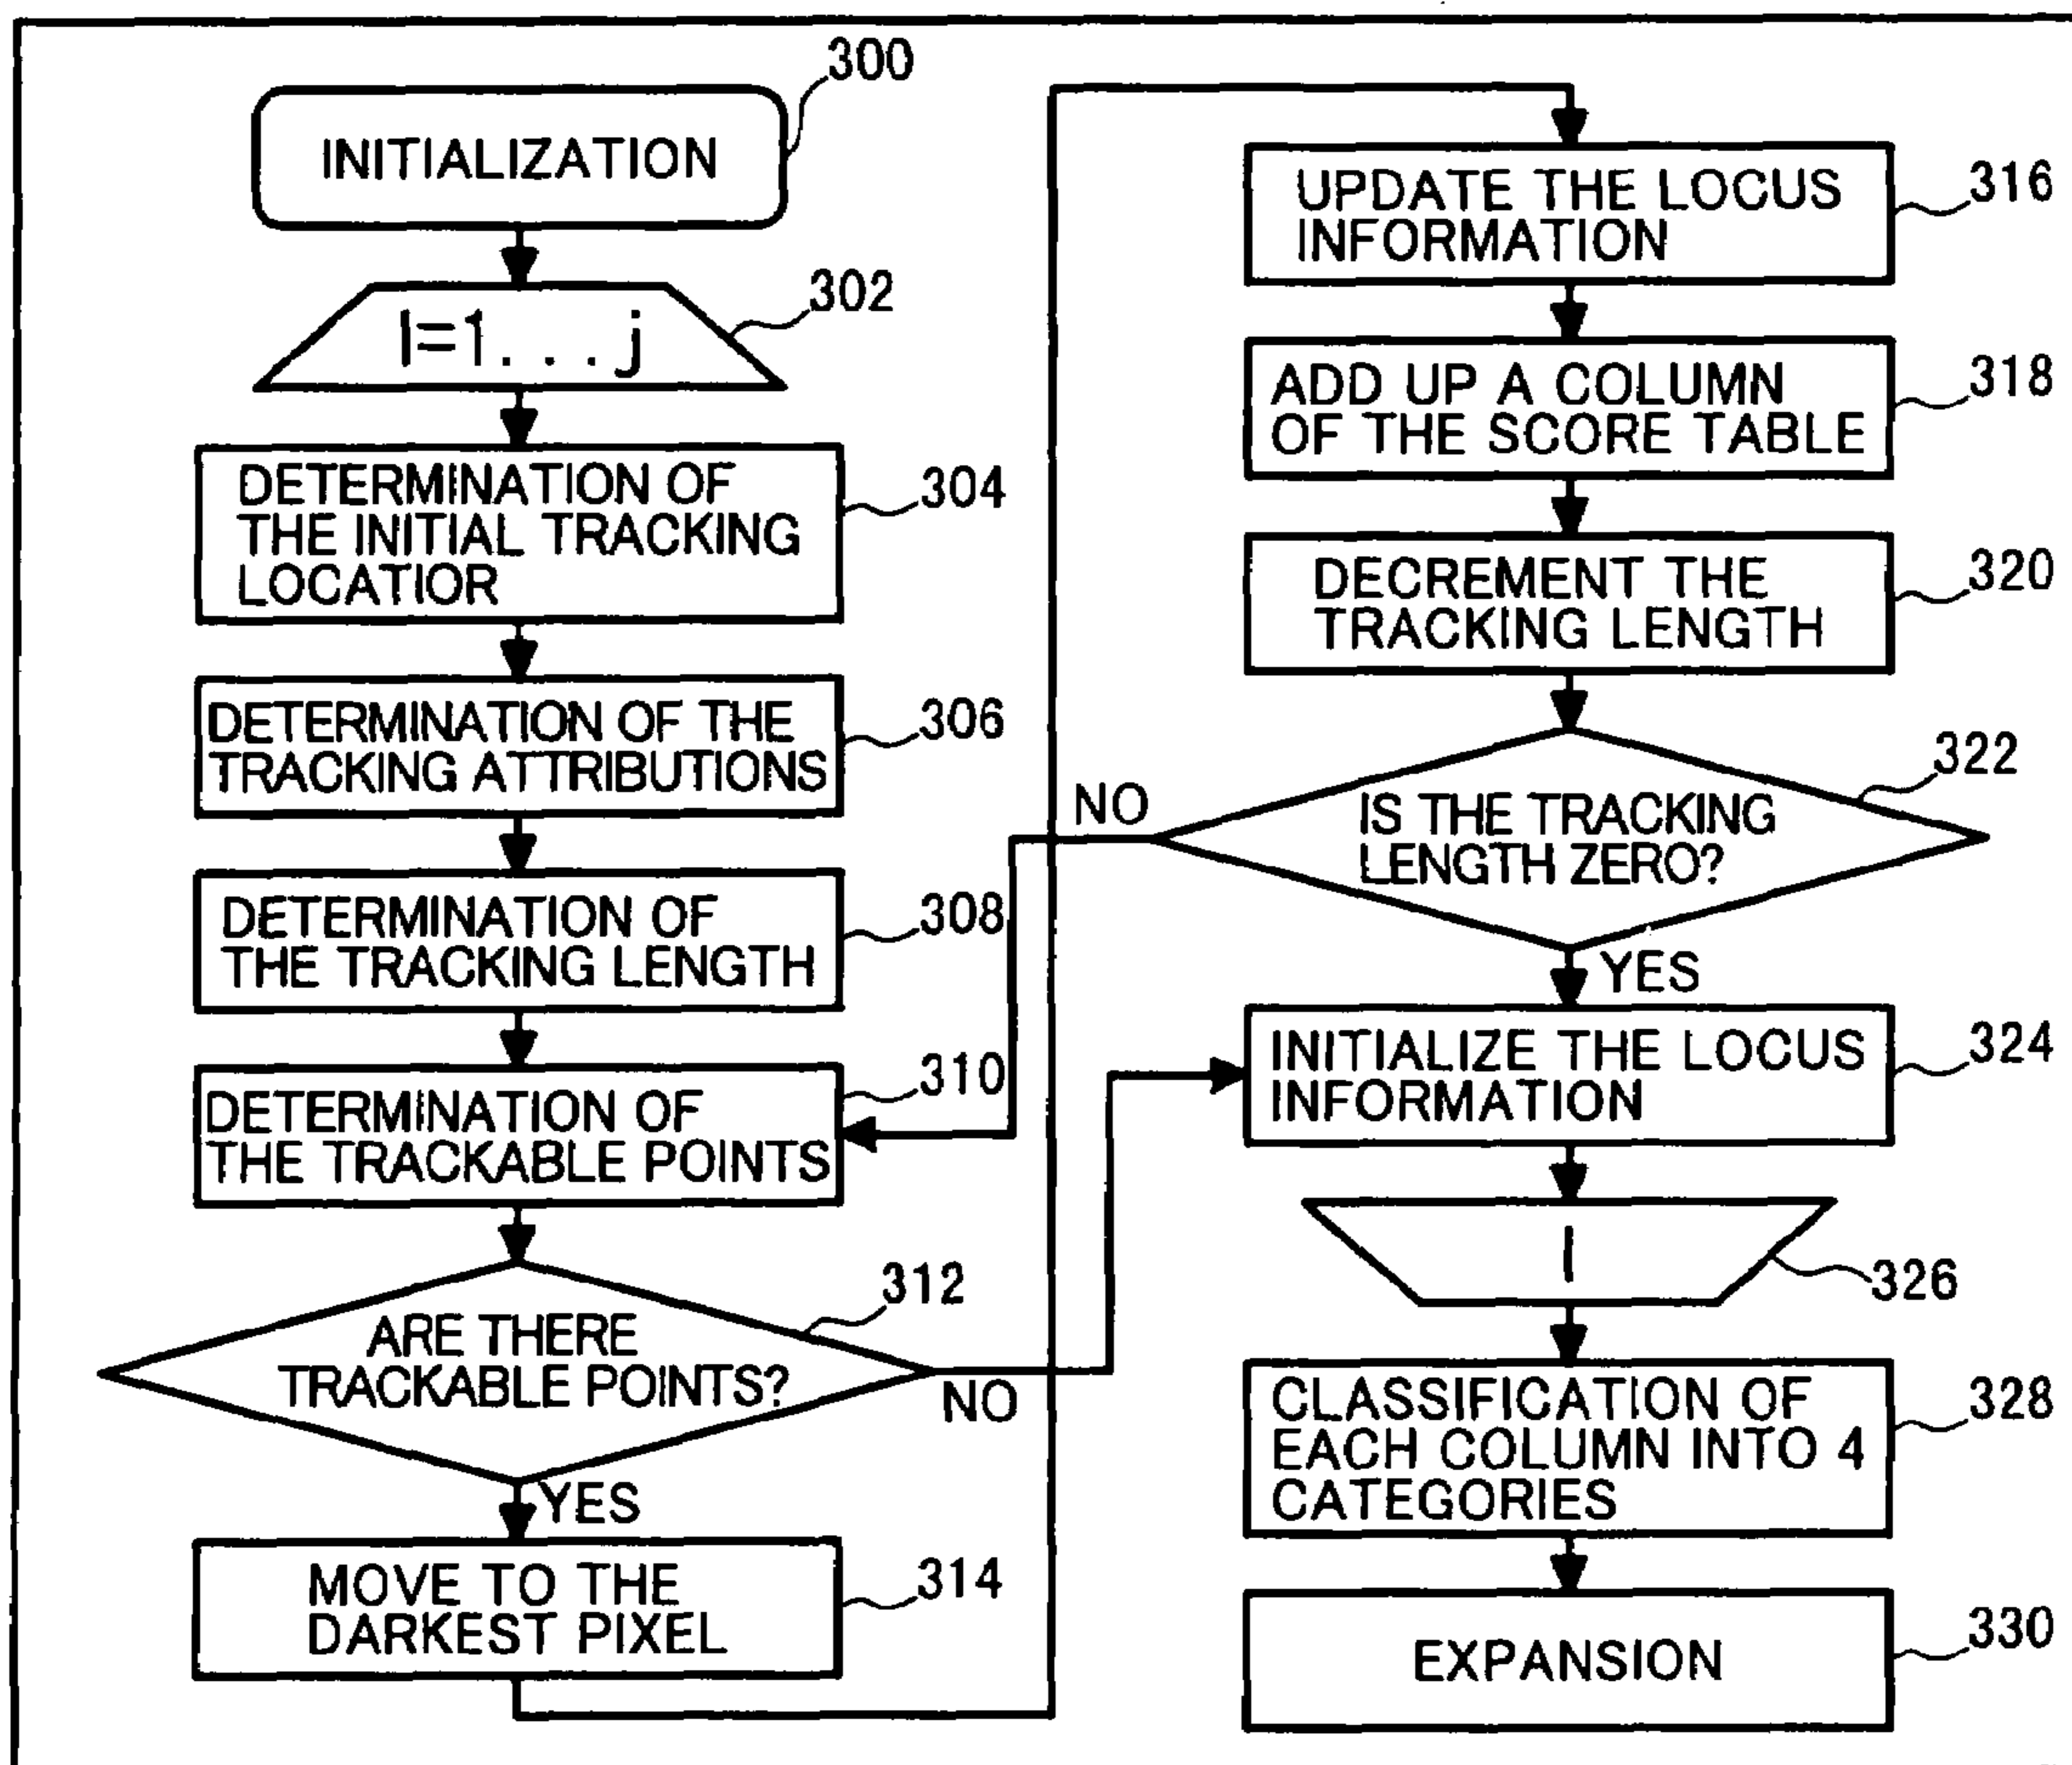 300
INITIALIZATION
302
I=1...j
304
DETERMINATION OF
THE INITIAL TRACKING
LOCATIOR
306
DETERMINATION OF THE
TRACKING ATTRIBUTIONS
308
DETERMINATION OF
THE TRACKING LENGTH
310
DETERMINATION OF
THE TRACKABLE POINTS
312
ARE THERE
TRACKABLE POINTS?
NO
YES
314
MOVE TO THE
DARKEST PIXEL
316
UPDATE THE LOCUS
INFORMATION
318
ADD UP A COLUMN
OF THE SCORE TABLE
320
DECREMENT THE
TRACKING LENGTH
322
NO
IS THE TRACKING
LENGTH ZERO?
YES
324
INITIALIZE THE LOCUS
INFORMATION
I
326
328
CLASSIFICATION OF
EACH COLUMN INTO 4
CATEGORIES
330
EXPANSION